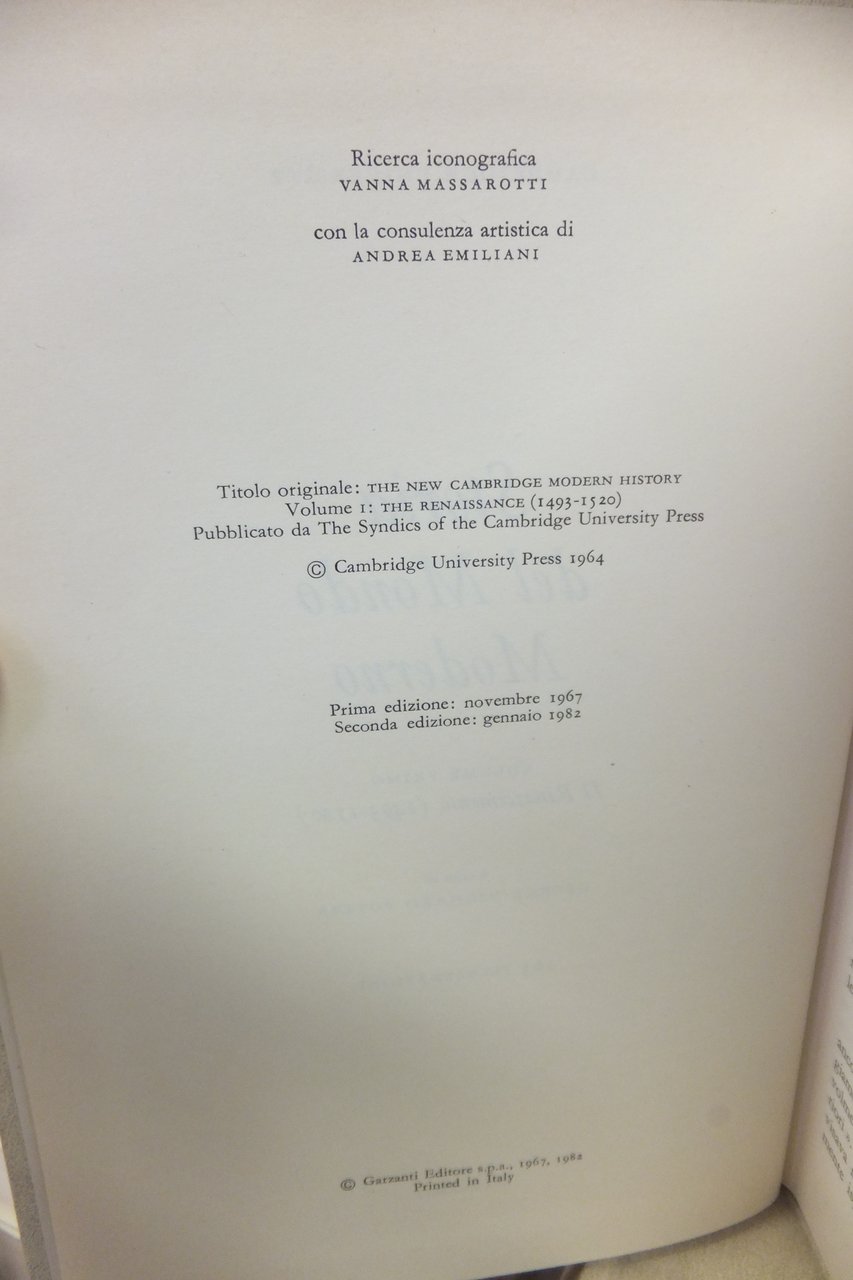 Ricerca iconografica
VANNA MASSAROTTI
con la consulenza artistica di
ANDREA EMILIANI
Titolo originale: THE NEW CAMBRIDGE MODERN HISTORY
Volume I: THE RENAISSANCE (1493-1520)
Pubblicato da The Syndics of the Cambridge University Press
© Cambridge University Press 1964
Prima edizione: novembre 1967
Seconda edizione: gennaio 1982
© Garzanti Editore s.p.a., 1967, 1982
Printed in Italy